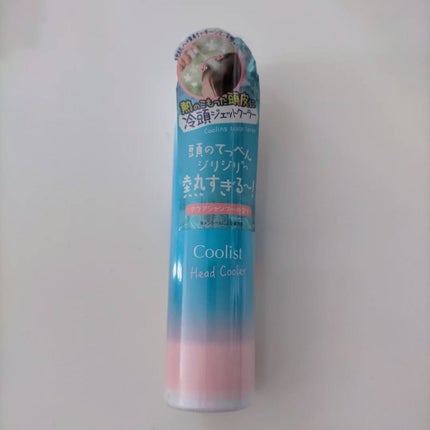 熱のこもった頭皮に
冷頭ジェットクーラー
Cooling Scalp Spray
頭のてっぺん
ジリジリっ
熱すぎる〜!
Coolist
Head Cooler